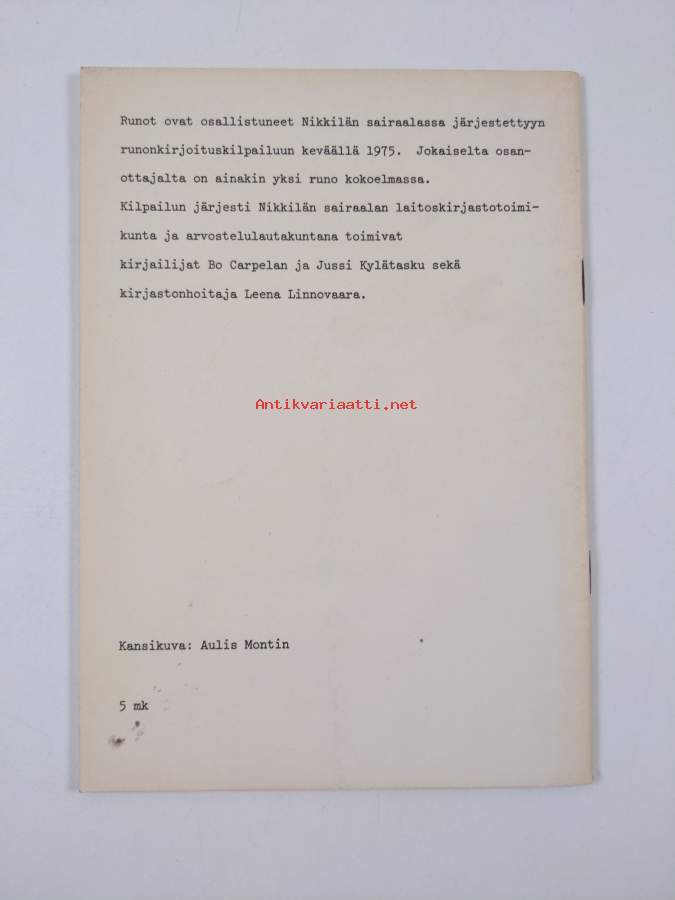 Runot ovat osallistuneet Nikkilän sairaalassa järjestettyyn
runonkirjoituskilpailuun keväällä 1975.  Jokaiselta osan-
ottajalta on ainakin yksi runo kokoelmassa.
Kilpailun järjesti Nikkilän sairaalan laitoskirjastotoimi-
kunta ja arvostelulautakuntana toimivat
kirjailijat Bo Carpelan ja Jussi Kylätasku sekä
kirjastonhoitaja Leena Linnovaara.
Antikvariaatti.net
Kansikuva: Aulis Montin
5 mk